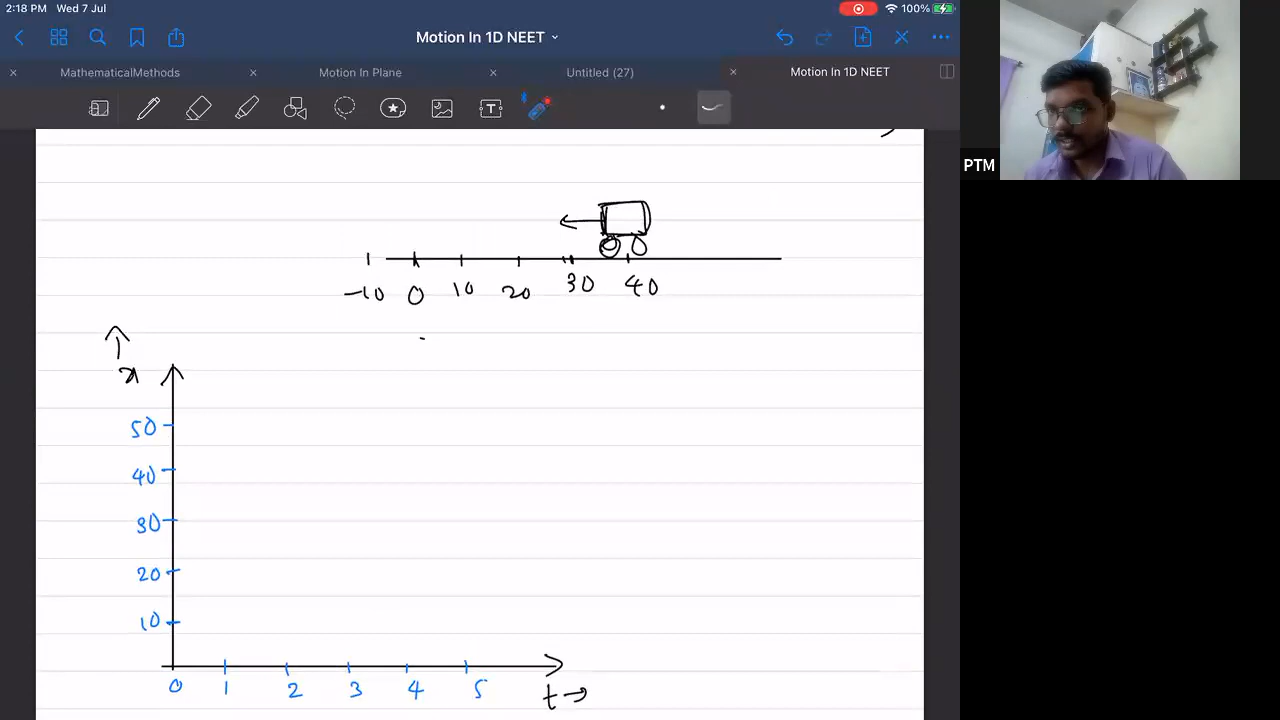 2:18 PM Wed 7 Jul
100%
Motion In 1D NEET
MathematicalMethods
Motion In Plane
Untitled (27)
Motion In 1D NEET
T
PTM
-10 0 10 20 30 40
x
50
40
30
20
10
0 1 2 3 4 5
t →